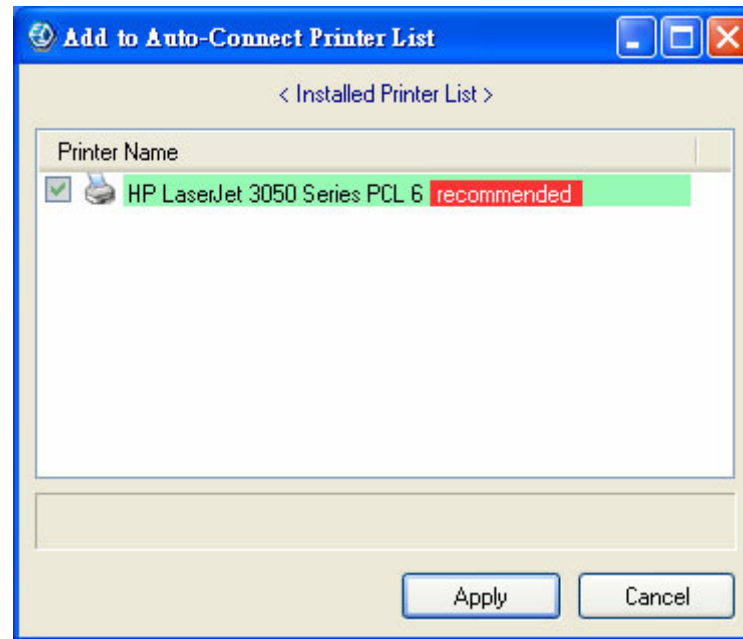 Add to Auto-Connect Printer List
< Installed Printer List >
Printer Name
HP LaserJet 3050 Series PCL 6 recommended
Apply Cancel